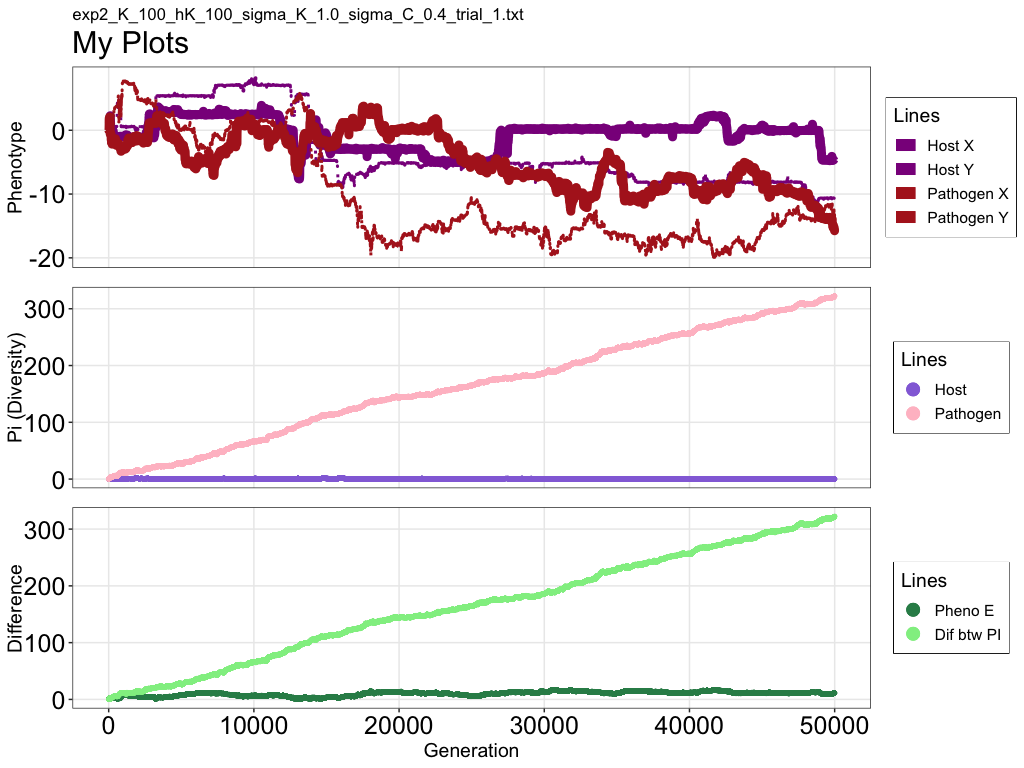 exp2_K_100_hK_100_sigma_K_1.0_sigma_C_0.4_trial_1.txt
My Plots
Phenotype
0
-10
-20
Lines
Host X
Host Y
Pathogen X
Pathogen Y
Pi (Diversity)
300
200
100
0
Lines
Host
Pathogen
Difference
300
200
100
0
Lines
Pheno E
Dif btw PI
0 10000 20000 30000 40000 50000
Generation